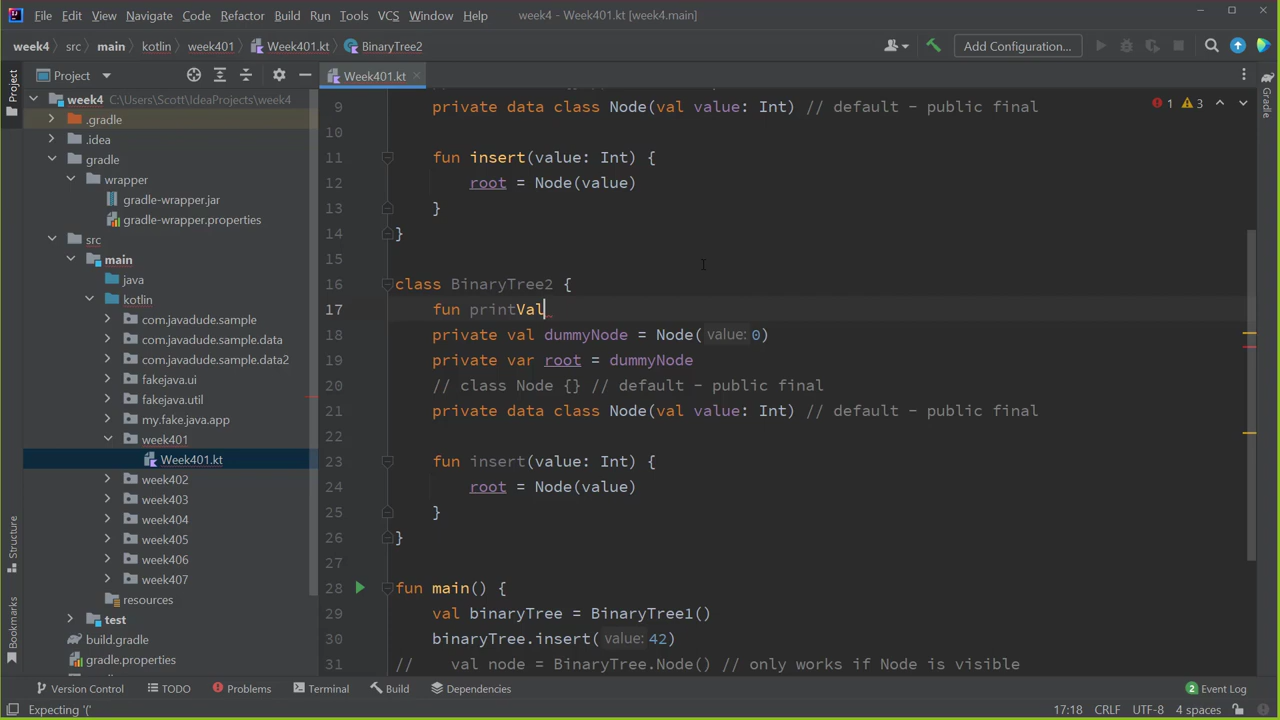 File Edit View Navigate Code Refactor Build Run Tools VCS Window Help week4 - Week401.kt [week4.main]
week4 src main kotlin week401 Week401.kt BinaryTree2 Add Configuration...
Project Week401.kt
Project
Structure
Bookmarks
Gradle
week4 C:\Users\Scott\IdeaProjects\week4
.gradle
.idea
gradle
wrapper
gradle-wrapper.jar
gradle-wrapper.properties
src
main
java
kotlin
com.javadude.sample
com.javadude.sample.data
com.javadude.sample.data2
fakejava.ui
fakejava.util
my.fake.java.app
week401
Week401.kt
week402
week403
week404
week405
week406
week407
resources
test
build.gradle
gradle.properties
1 3
9 private data class Node(val value: Int) // default - public final
10
11 fun insert(value: Int) {
12 root = Node(value)
13 }
14 }
15
16 class BinaryTree2 {
17 fun printVal
18 private val dummyNode = Node( value: 0)
19 private var root = dummyNode
20 // class Node {} // default - public final
21 private data class Node(val value: Int) // default - public final
22
23 fun insert(value: Int) {
24 root = Node(value)
25 }
26 }
27
28 fun main() {
29 val binaryTree = BinaryTree1()
30 binaryTree.insert( value: 42)
31 // val node = BinaryTree.Node() // only works if Node is visible
Version Control TODO Problems Terminal Build Dependencies 2 Event Log
Expecting '(' 17:18 CRLF UTF-8 4 spaces